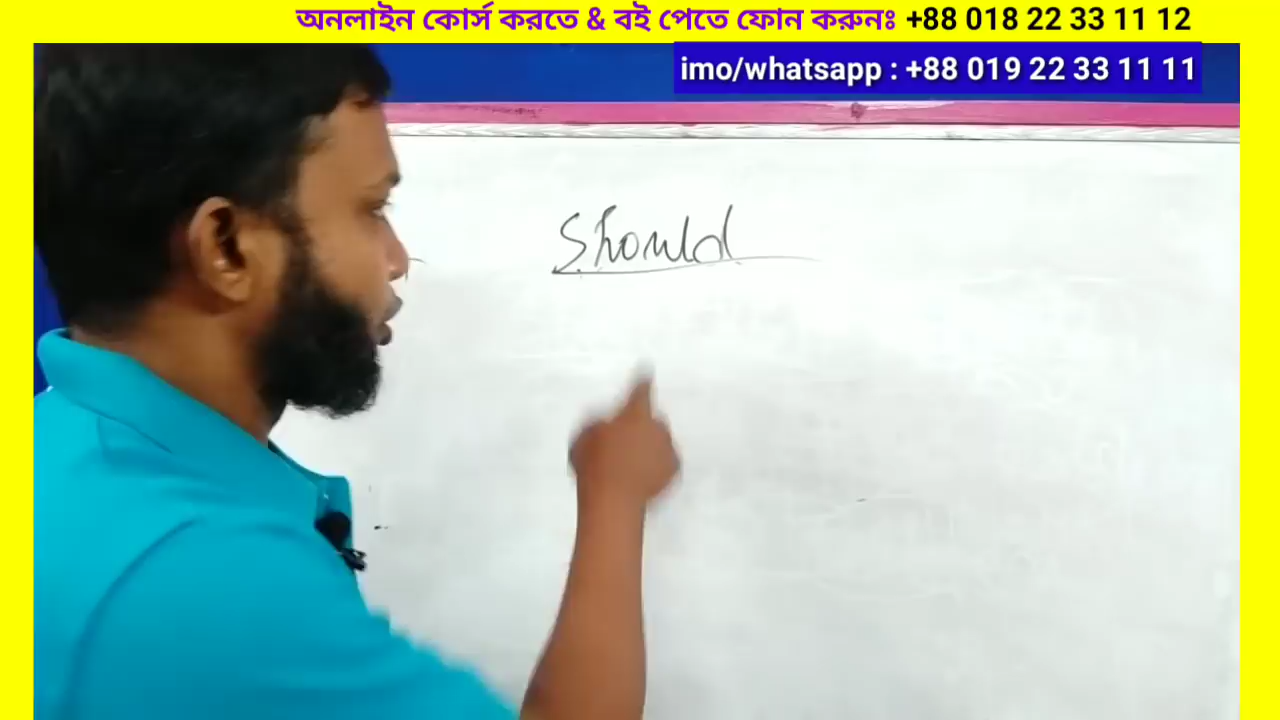 অনলাইন কোর্স করতে & বই পেতে ফোন করুনঃ +88 018 22 33 11 12
imo/whatsapp : +88 019 22 33 11 11
Should